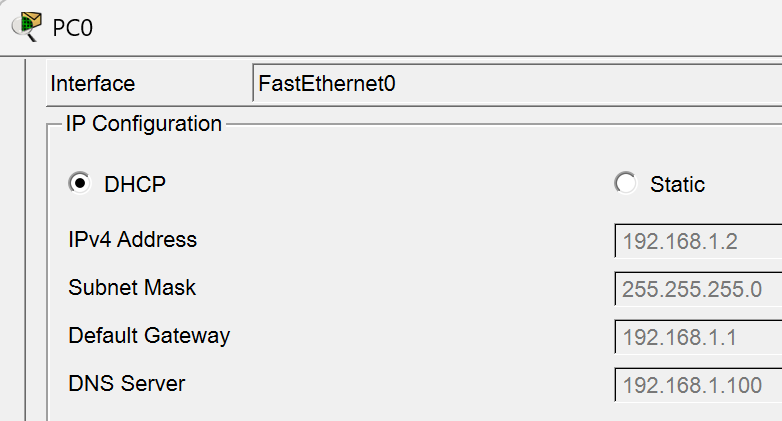 PC0
Interface FastEthernet0
IP Configuration
DHCP Static
IPv4 Address 192.168.1.2
Subnet Mask 255.255.255.0
Default Gateway 192.168.1.1
DNS Server 192.168.1.100